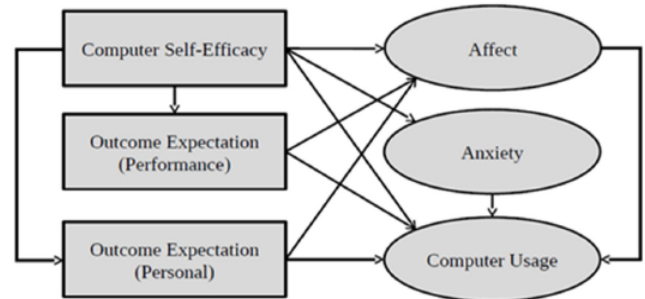 Computer Self-Efficacy
Affect
Outcome Expectation
(Performance)
Anxiety
Outcome Expectation
(Personal)
Computer Usage